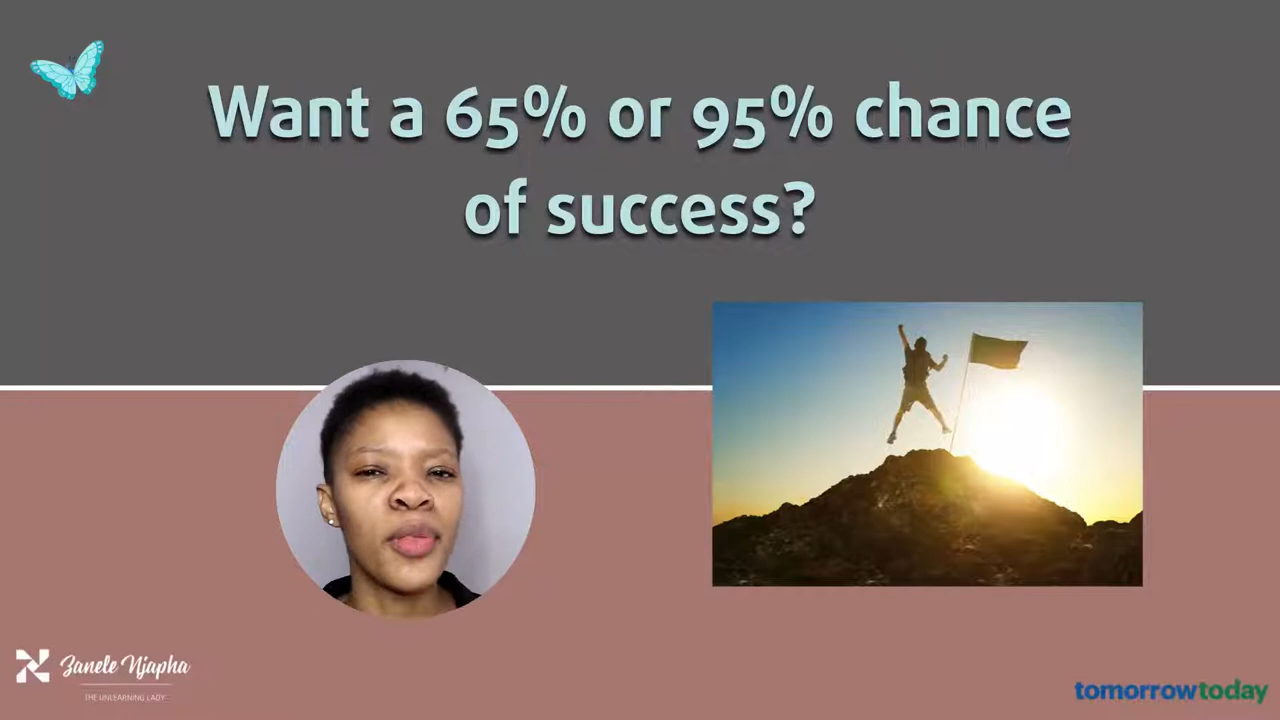 Want a 65% or 95% chance
of success?
Zanele Njapha
THE UNLEARNING LADY
tomorrowtoday